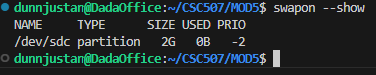 dunnjustan@DadaOffice:~/CSC507/MOD5$ swapon --show
NAME     TYPE      SIZE USED PRIO
/dev/sdc partition   2G   0B   -2
dunnjustan@DadaOffice:~/CSC507/MOD5$